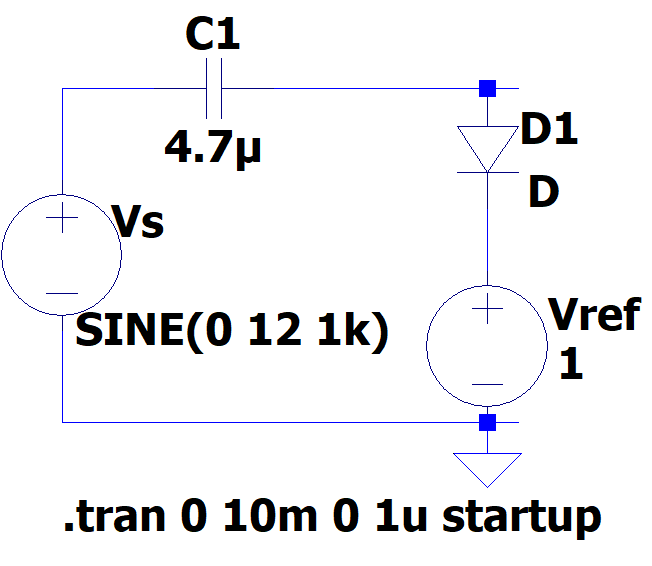 C1
4.7µ
D1
D
Vs
SINE(0 12 1k)
Vref
1
.tran 0 10m 0 1u startup